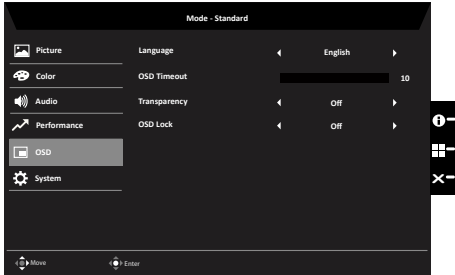 Mode - Standard
Picture
Language
English
Color
OSD Timeout
10
Audio
Transparency
Off
Performance
OSD Lock
Off
OSD
System
Move
Enter